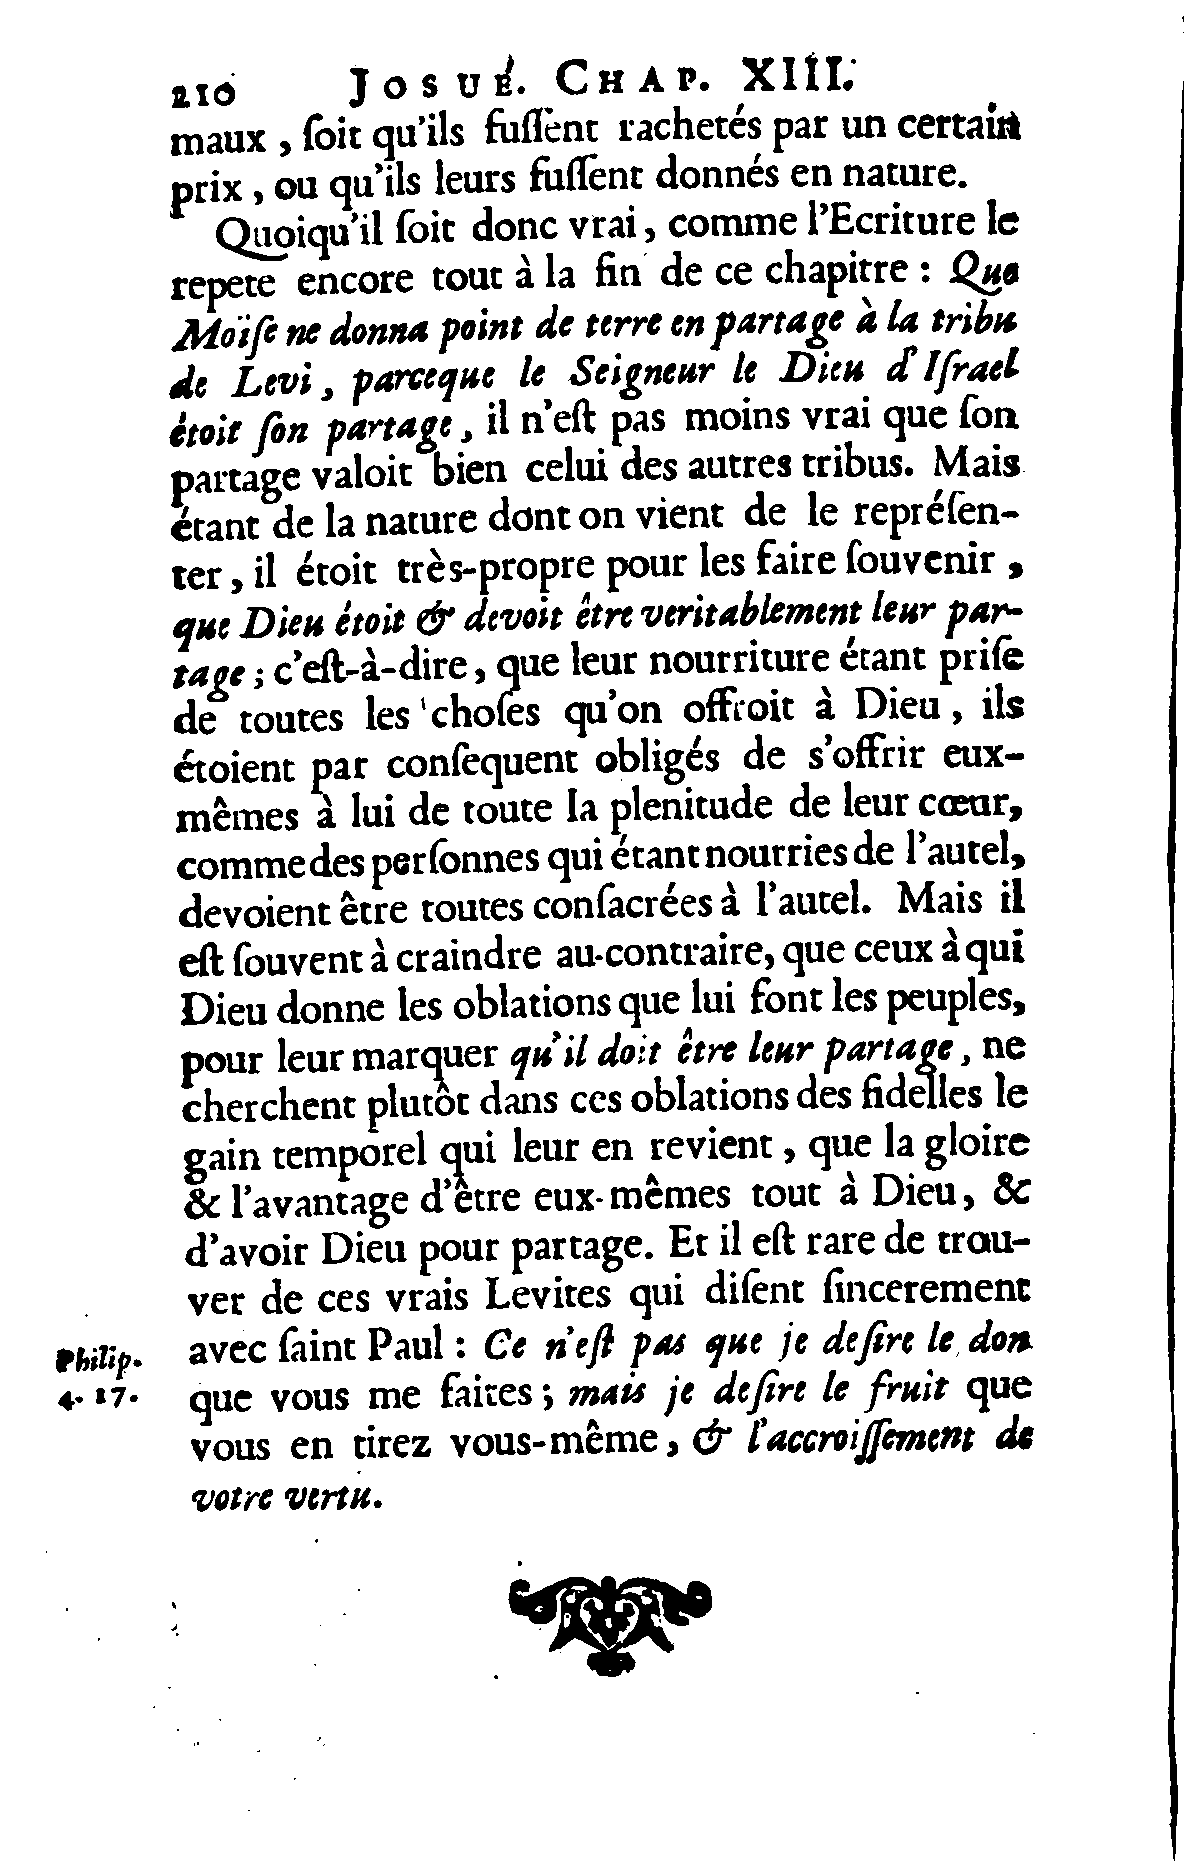 210 JOSUÉ. CHAP. XIII.
maux , ſoit qu'ils fuſſent rachetés par un certain
prix , ou qu'ils leurs fuſſent donnés en nature.
Quoiqu'il ſoit donc vrai, comme l'Ecriture le
repete encore tout à la fin de ce chapitre : Que
Moïſe ne donna point de terre en partage à la tribu
de Levi , parceque le Seigneur le Dieu d'Iſrael
étoit ſon partage , il n'eſt pas moins vrai que ſon
partage valoit bien celui des autres tribus. Mais
étant de la nature dont on vient de le repréſen-
ter , il étoit très-propre pour les faire ſouvenir ,
que Dieu étoit & devoit être veritablement leur par-
tage ; c'eſt-à-dire, que leur nourriture étant priſe
de toutes les choſes qu'on offroit à Dieu , ils
étoient par conſequent obligés de s'offrir eux-
mêmes à lui de toute la plenitude de leur cœur,
comme des perſonnes qui étant nourries de l'autel,
devoient être toutes conſacrées à l'autel. Mais il
eſt ſouvent à craindre au-contraire, que ceux à qui
Dieu donne les oblations que lui font les peuples,
pour leur marquer qu'il doit être leur partage , ne
cherchent plutôt dans ces oblations des fidelles le
gain temporel qui leur en revient , que la gloire
& l'avantage d'être eux-mêmes tout à Dieu, &
d'avoir Dieu pour partage. Et il eſt rare de trou-
ver de ces vrais Levites qui diſent ſincerement
avec ſaint Paul : Ce n'eſt pas que je deſire le don
que vous me faites ; mais je deſire le fruit que
vous en tirez vous-même , & l'accroiſſement de
votre vertu.
Philip.
4. 17.